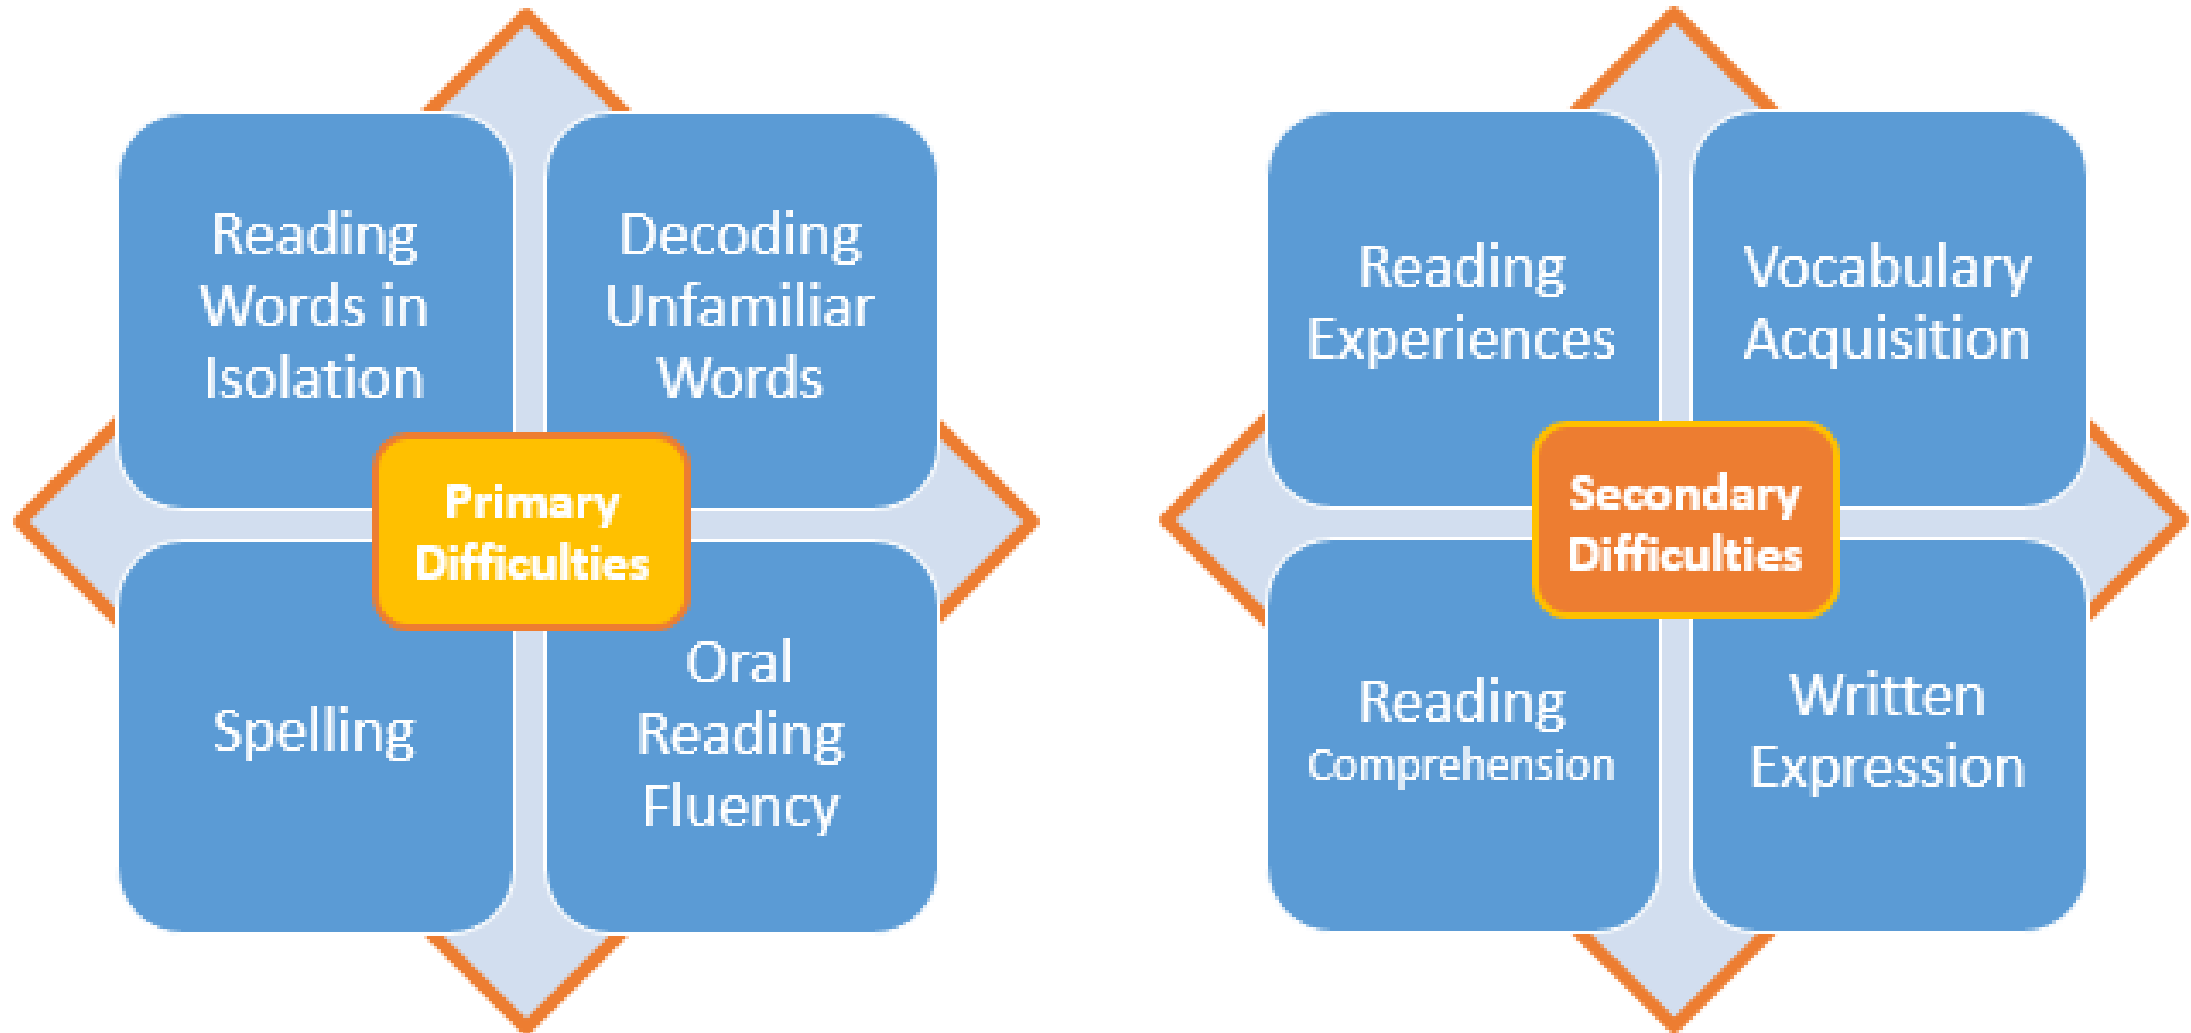 Reading
Words in
Isolation
Decoding
Unfamiliar
Words
Primary
Difficulties
Spelling
Oral
Reading
Fluency
Reading
Experiences
Vocabulary
Acquisition
Secondary
Difficulties
Reading
Comprehension
Written
Expression